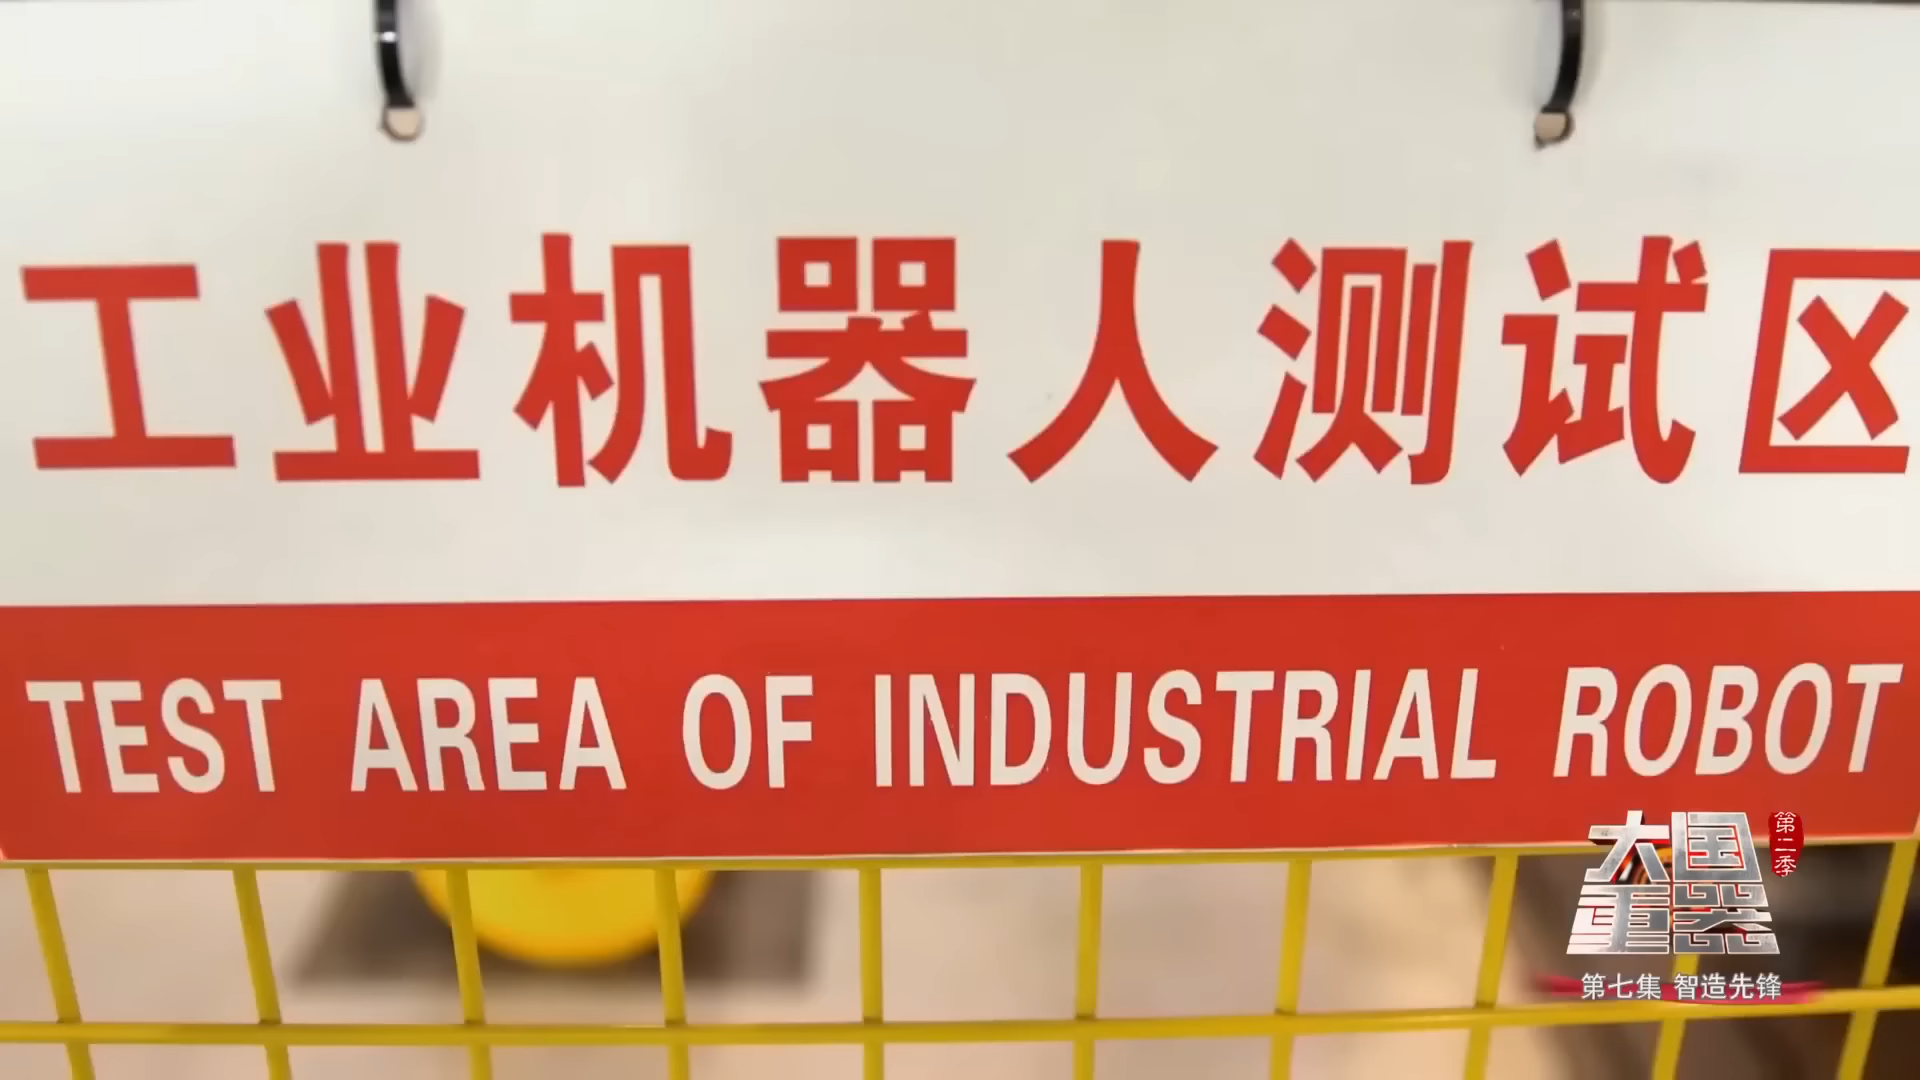 工业机器人测试区
TEST AREA OF INDUSTRIAL ROBOT
大国
重器
第二季
第七集 智造先锋